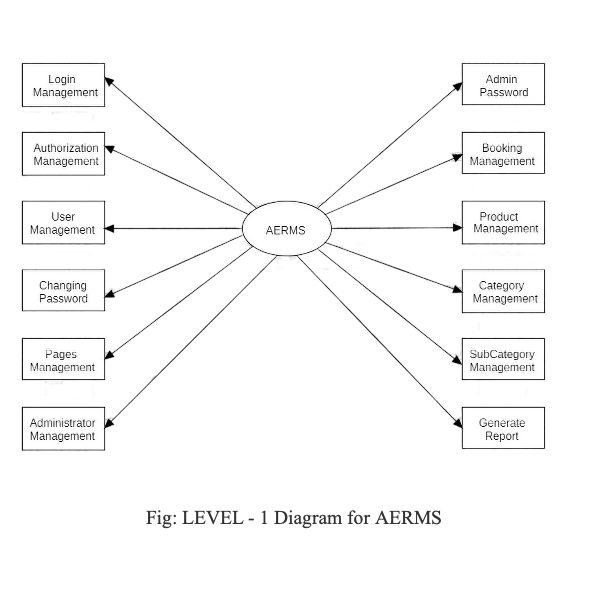 Login
Management
Authorization
Management
User
Management
Changing
Password
Pages
Management
Administrator
Management
AERMS
Admin
Password
Booking
Management
Product
Management
Category
Management
SubCategory
Management
Generate
Report
Fig: LEVEL - 1 Diagram for AERMS